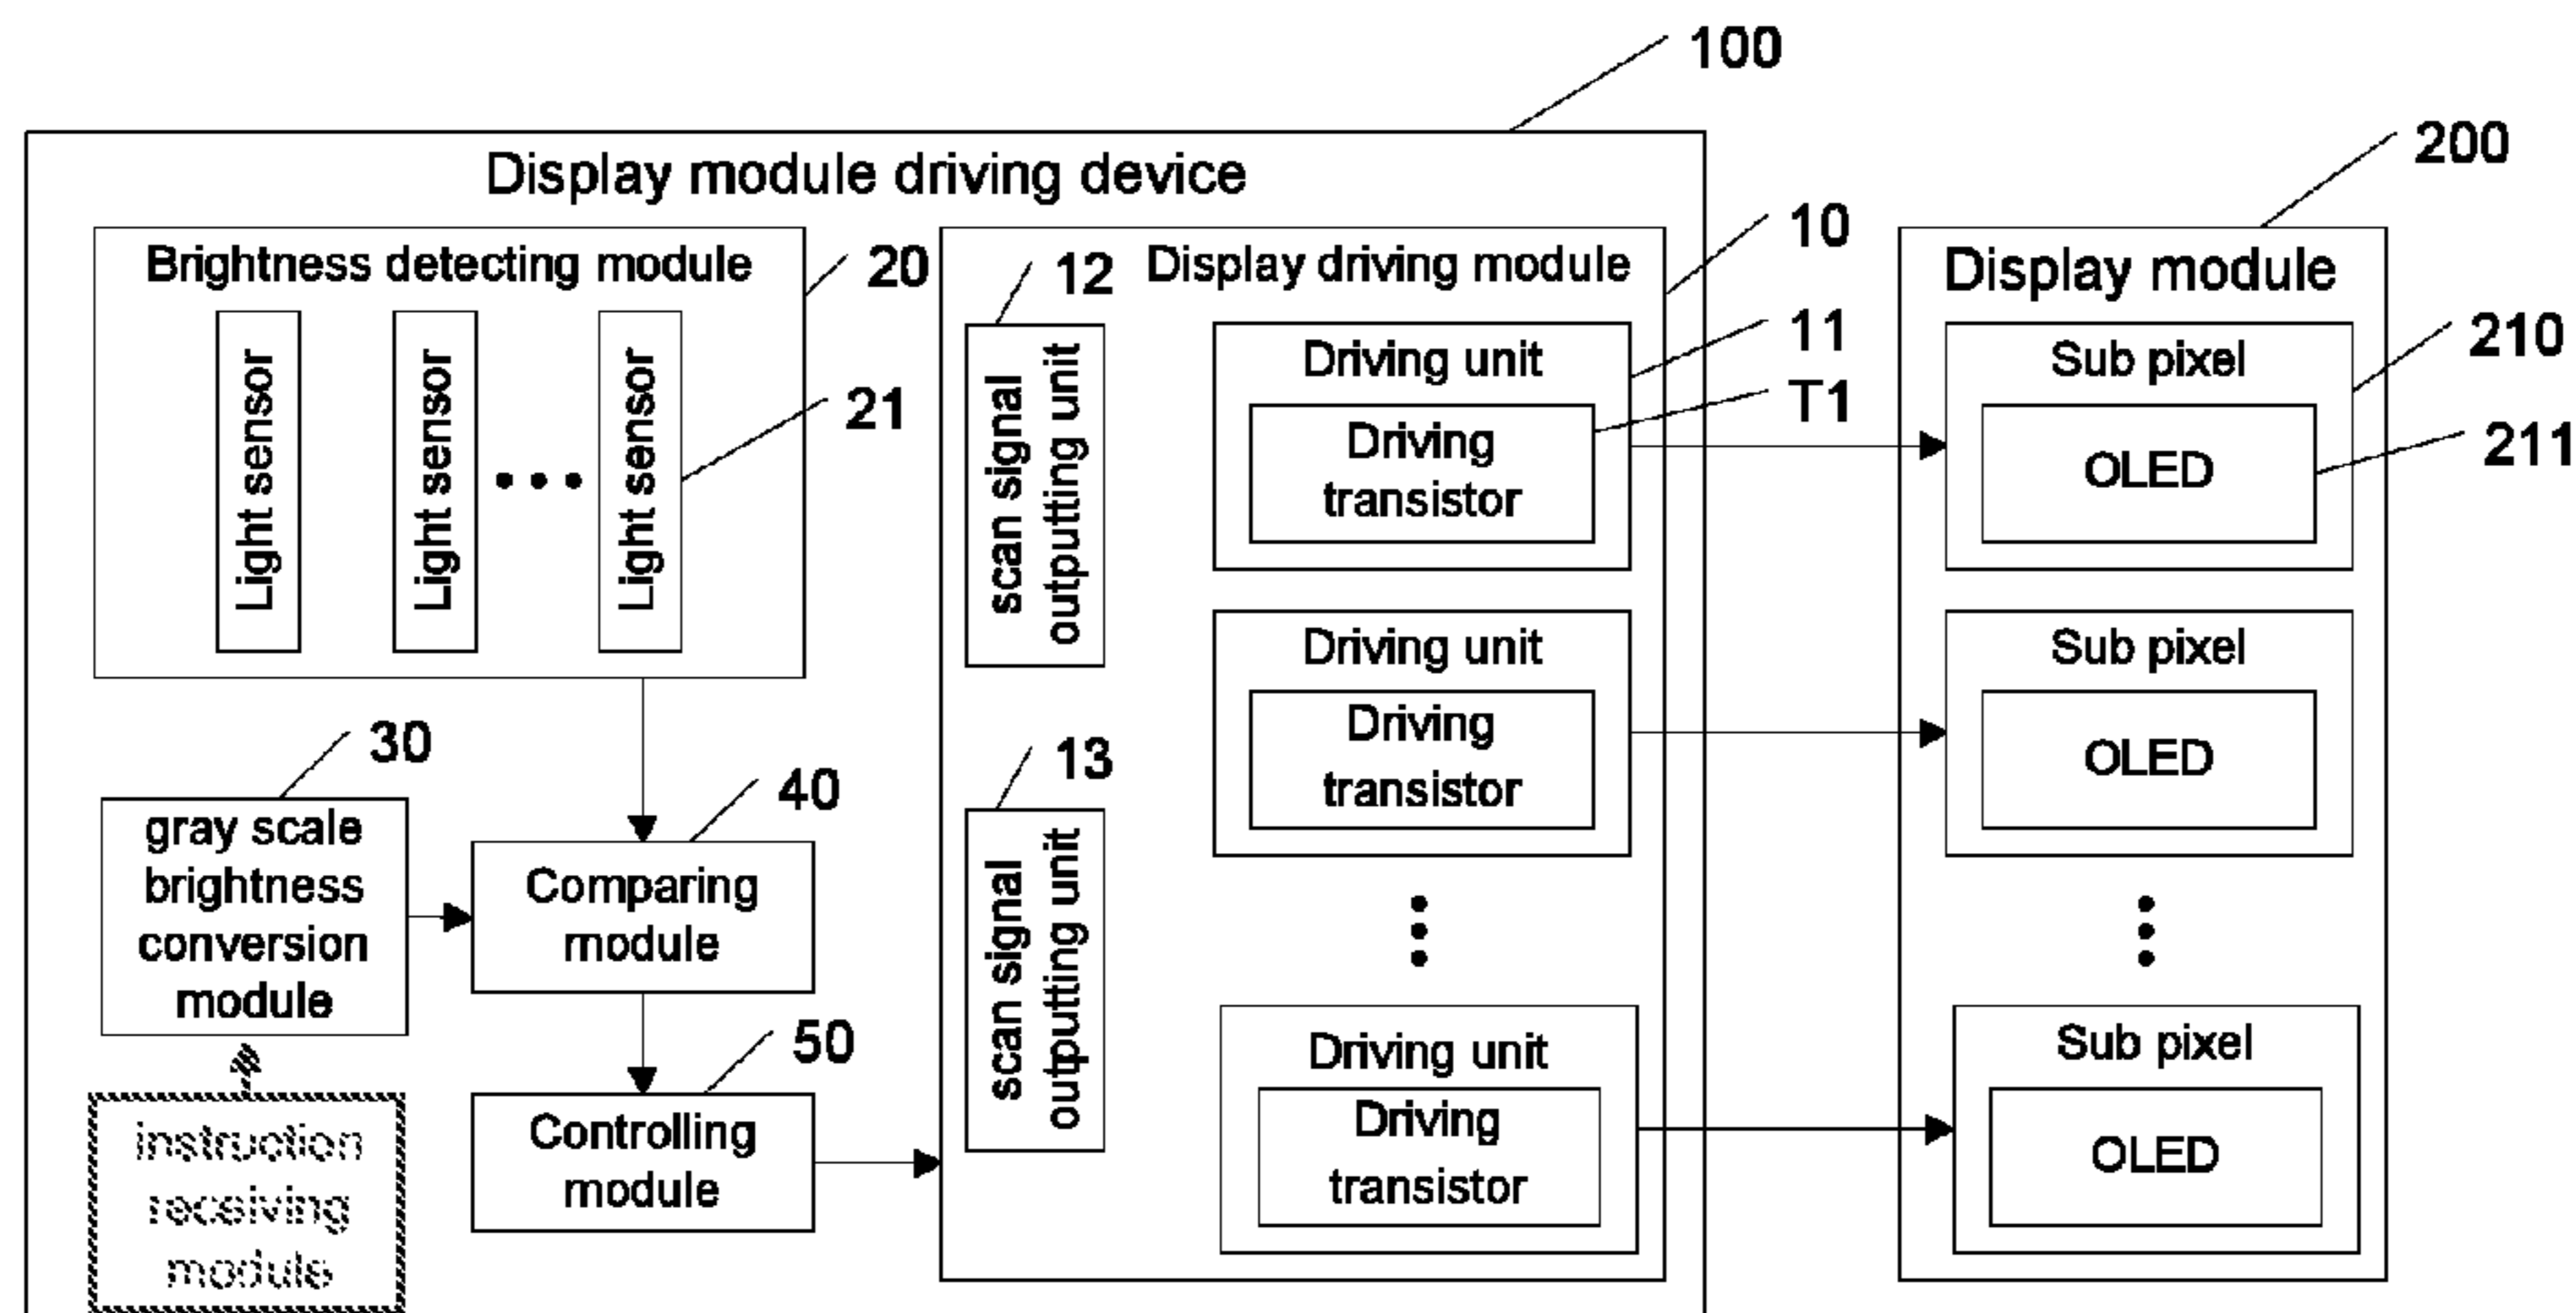 100
Display module driving device
200
Brightness detecting module
20
12
Display driving module
10
Display module
Light sensor
Light sensor
Light sensor
21
scan signal
outputting unit
Driving unit
11
Driving
transistor
T1
Sub pixel
210
OLED
211
Driving unit
Driving
transistor
Sub pixel
OLED
30
gray scale
brightness
conversion
module
40
Comparing
module
13
scan signal
outputting unit
50
Controlling
module
instruction
receiving
module
Driving unit
Driving
transistor
Sub pixel
OLED